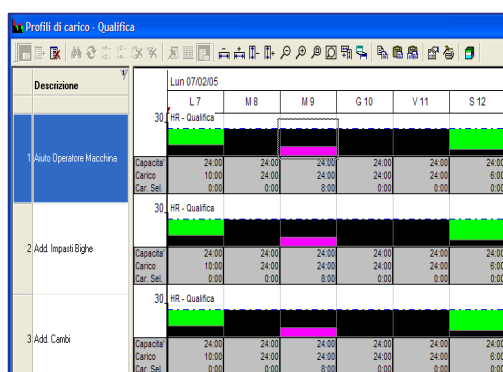 Profili di carico - Qualifica
Descrizione
Lun 07/02/05
L 7 M 8 M 9 G 10 V 11 S 12
30 HR - Qualifica
1 Aiuto Operatore Macchina
Capacita' 24:00 24:00 24:00 24:00 24:00 24:00
Carico 10:00 24:00 24:00 24:00 24:00 6:00
Car. Sel. 0:00 0:00 8:00 0:00 0:00 0:00
30 HR - Qualifica
2 Add. Impasti Bighe
Capacita' 24:00 24:00 24:00 24:00 24:00 24:00
Carico 10:00 24:00 24:00 24:00 24:00 6:00
Car. Sel. 0:00 0:00 8:00 0:00 0:00 0:00
30 HR - Qualifica
3 Add. Cambi
Capacita' 24:00 24:00 24:00 24:00 24:00 24:00
Carico 10:00 24:00 24:00 24:00 24:00 6:00
Car. Sel. 0:00 0:00 8:00 0:00 0:00 0:00